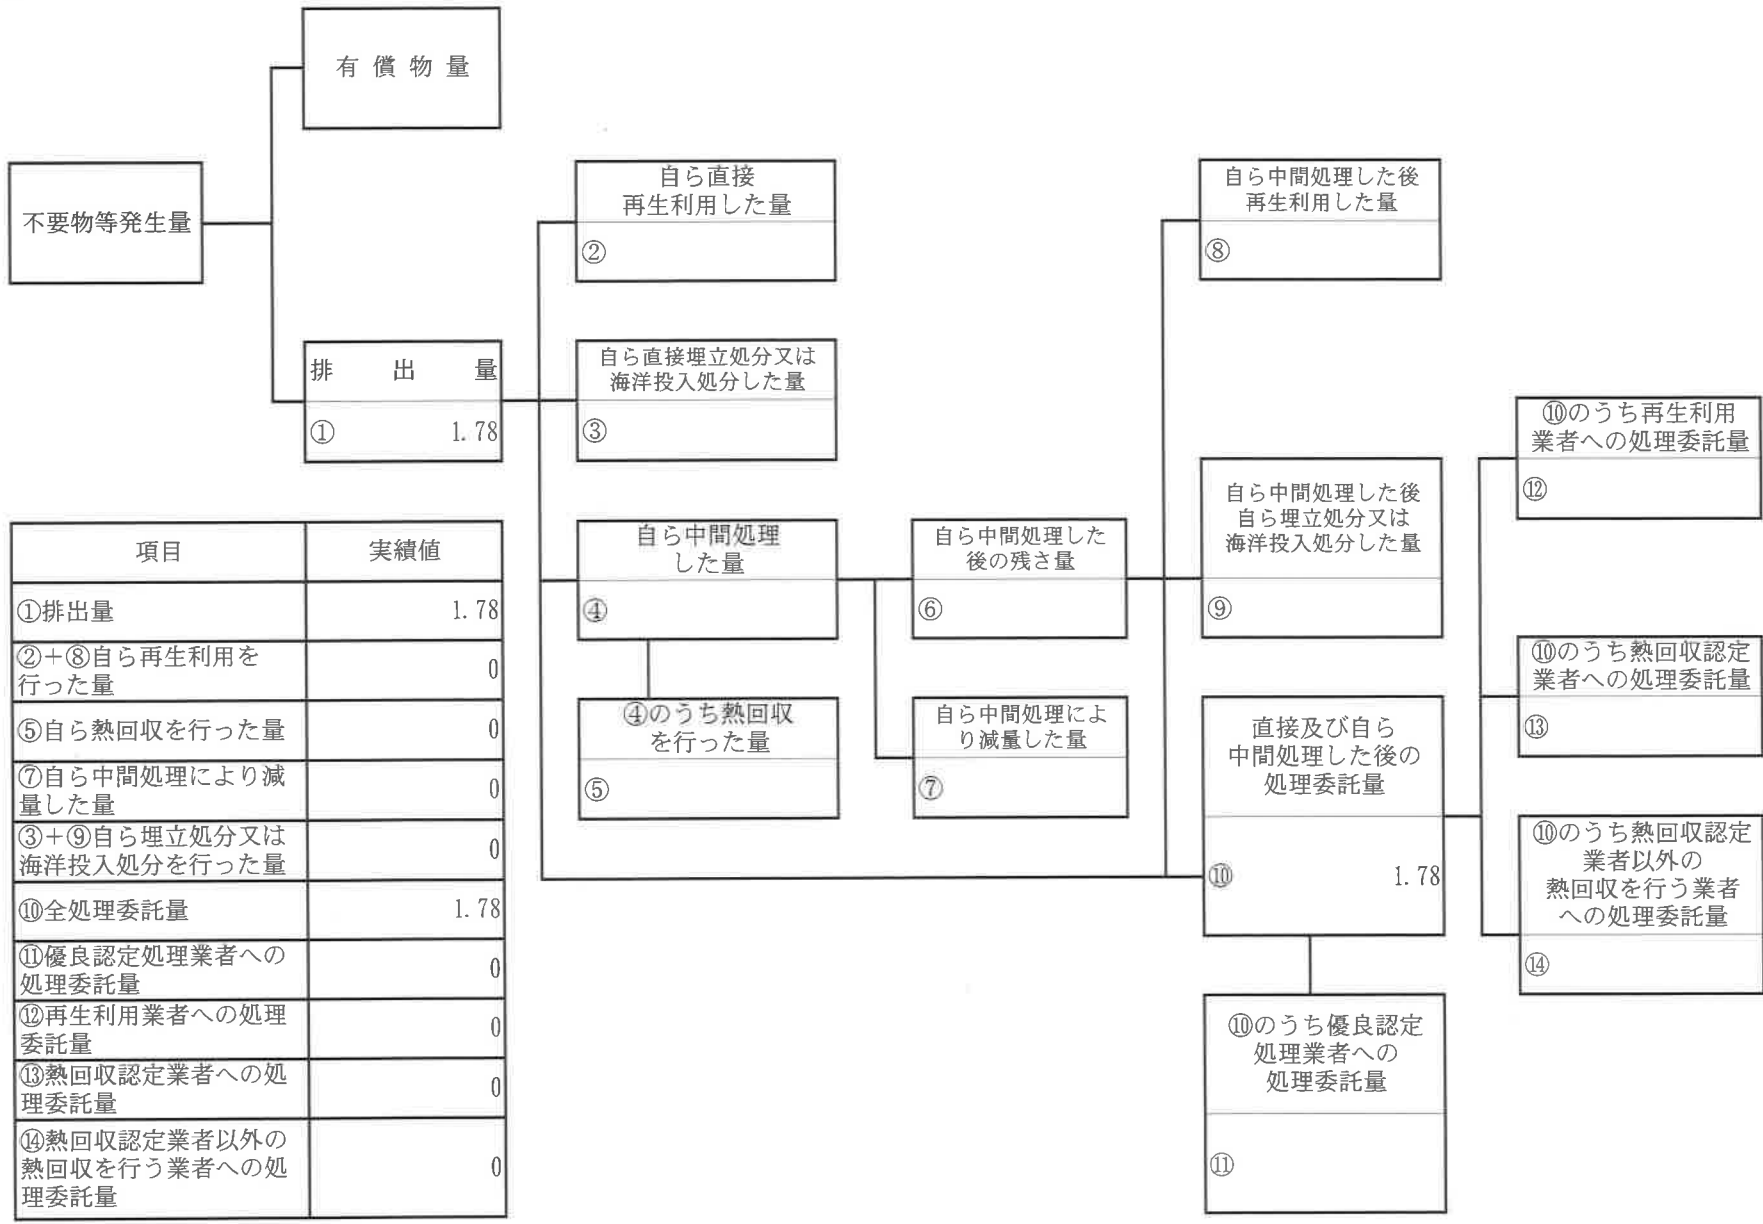 有償物量
不要物等発生量
排出量
① 1.78
自ら直接
再生利用した量
②
自ら直接埋立処分又は
海洋投入処分した量
③
自ら中間処理
した量
④
④のうち熱回収
を行った量
⑤
自ら中間処理した
後の残さ量
⑥
自ら中間処理によ
り減量した量
⑦
自ら中間処理した後
再生利用した量
⑧
自ら中間処理した後
自ら埋立処分又は
海洋投入処分した量
⑨
直接及び自ら
中間処理した後の
処理委託量
⑩ 1.78
⑩のうち優良認定
処理業者への
処理委託量
⑪
⑩のうち再生利用
業者への処理委託量
⑫
⑩のうち熱回収認定
業者への処理委託量
⑬
⑩のうち熱回収認定
業者以外の
熱回収を行う業者
への処理委託量
⑭
項目 実績値
①排出量 1.78
②+⑧自ら再生利用を
行った量 0
⑤自ら熱回収を行った量 0
⑦自ら中間処理により減
量した量 0
③+⑨自ら埋立処分又は
海洋投入処分を行った量 0
⑩全処理委託量 1.78
⑪優良認定処理業者への
処理委託量 0
⑫再生利用業者への処理
委託量 0
⑬熱回収認定業者への処
理委託量 0
⑭熱回収認定業者以外の
熱回収を行う業者への処 0
理委託量